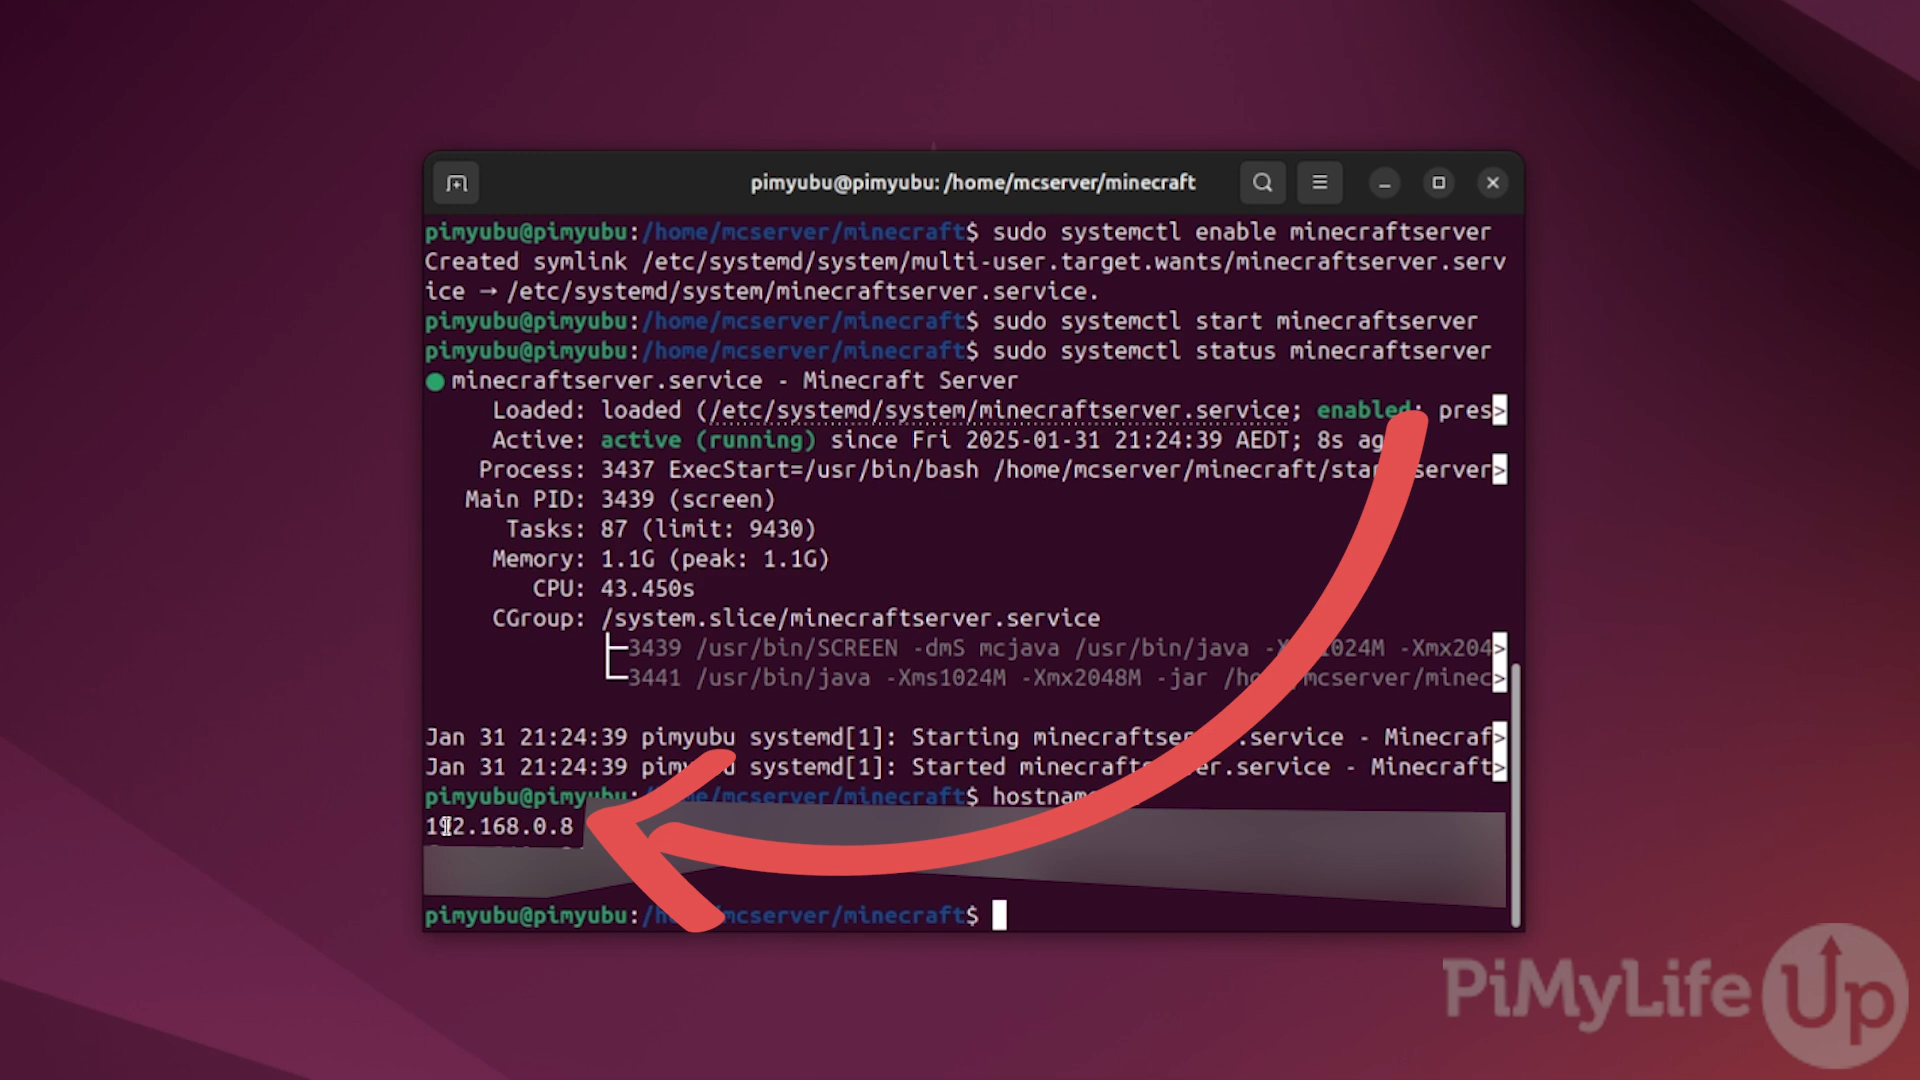 pimyubu@pimyubu: /home/mcserver/minecraft
pimyubu@pimyubu:/home/mcserver/minecraft$ sudo systemctl enable minecraftserver
Created symlink /etc/systemd/system/multi-user.target.wants/minecraftserver.serv
ice → /etc/systemd/system/minecraftserver.service.
pimyubu@pimyubu:/home/mcserver/minecraft$ sudo systemctl start minecraftserver
pimyubu@pimyubu:/home/mcserver/minecraft$ sudo systemctl status minecraftserver
● minecraftserver.service - Minecraft Server
Loaded: loaded (/etc/systemd/system/minecraftserver.service; enabled; pres>
Active: active (running) since Fri 2025-01-31 21:24:39 AEDT; 8s ag
Process: 3437 ExecStart=/usr/bin/bash /home/mcserver/minecraft/sta server>
Main PID: 3439 (screen)
Tasks: 87 (limit: 9430)
Memory: 1.1G (peak: 1.1G)
CPU: 43.450s
CGroup: /system.slice/minecraftserver.service
├─3439 /usr/bin/SCREEN -dmS mcjava /usr/bin/java -X 1024M -Xmx204>
└─3441 /usr/bin/java -Xms1024M -Xmx2048M -jar /ho mcserver/minec>
Jan 31 21:24:39 pimyubu systemd[1]: Starting minecraftse .service - Minecraf>
Jan 31 21:24:39 pimyubu systemd[1]: Started minecrafts er.service - Minecraft>
pimyubu@pimyubu:/home/mcserver/minecraft$ hostnam
192.168.0.8
pimyubu@pimyubu:/h mcserver/minecraft$
PiMyLifeUp